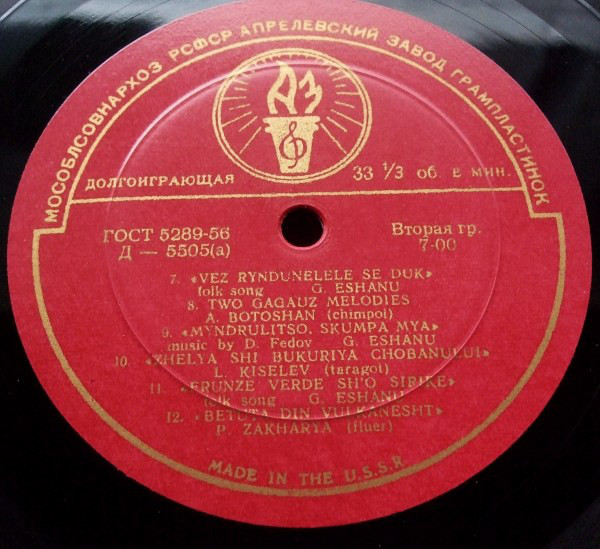 МОСОБЛСОВНАРХОЗ РСФСР АПРЕЛЕВСКИЙ ЗАВОД ГРАМПЛАСТИНОК
АЗ
ДОЛГОИГРАЮЩАЯ 33 ⅓ об. в мин.
ГОСТ 5289-56 Вторая гр.
Д — 5505(а) 7-00
7. «VEZ RYNDUNELELE SE DUK»
folk song G. ESHANU
8. TWO GAGAUZ MELODIES
A. BOTOSHAN (chimpoi)
9. «MYNDRULITSO, SKUMPA MYA»
music by D. Fedov G. ESHANU
10. «ZHELYA SHI BUKURIYA CHOBANULUI»
L. KISELEV (taragot)
11. «FRUNZE VERDE SH'O SIRIKE»
folk song G. ESHANU
12. «BETUTA DIN VULKANESHT»
P. ZAKHARYA (fluer)
MADE IN THE U.S.S.R.